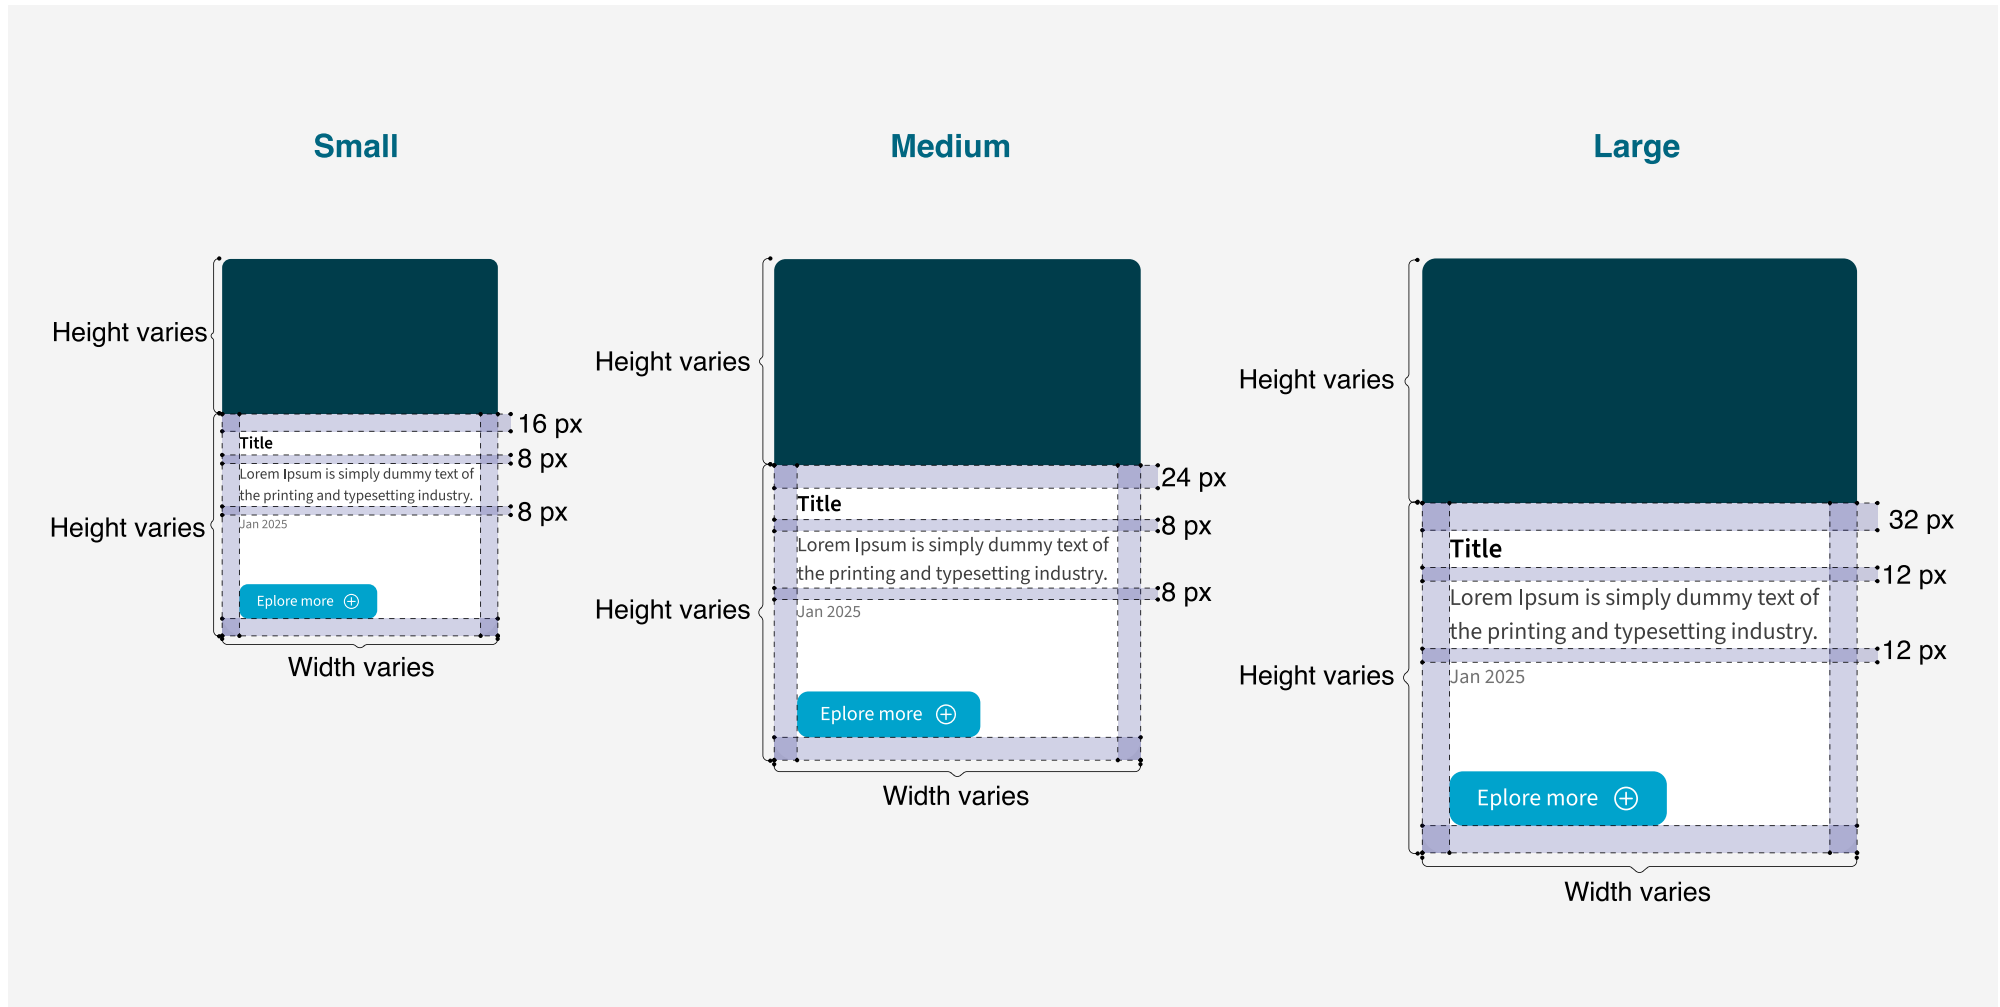 Small
Height varies
16 px
Title
8 px
Lorem Ipsum is simply dummy text of
the printing and typesetting industry.
8 px
Jan 2025
Height varies
Eplore more
Width varies
Medium
Height varies
24 px
Title
8 px
Lorem Ipsum is simply dummy text of
the printing and typesetting industry.
8 px
Jan 2025
Height varies
Eplore more
Width varies
Large
Height varies
32 px
Title
12 px
Lorem Ipsum is simply dummy text of
the printing and typesetting industry.
12 px
Jan 2025
Height varies
Eplore more
Width varies